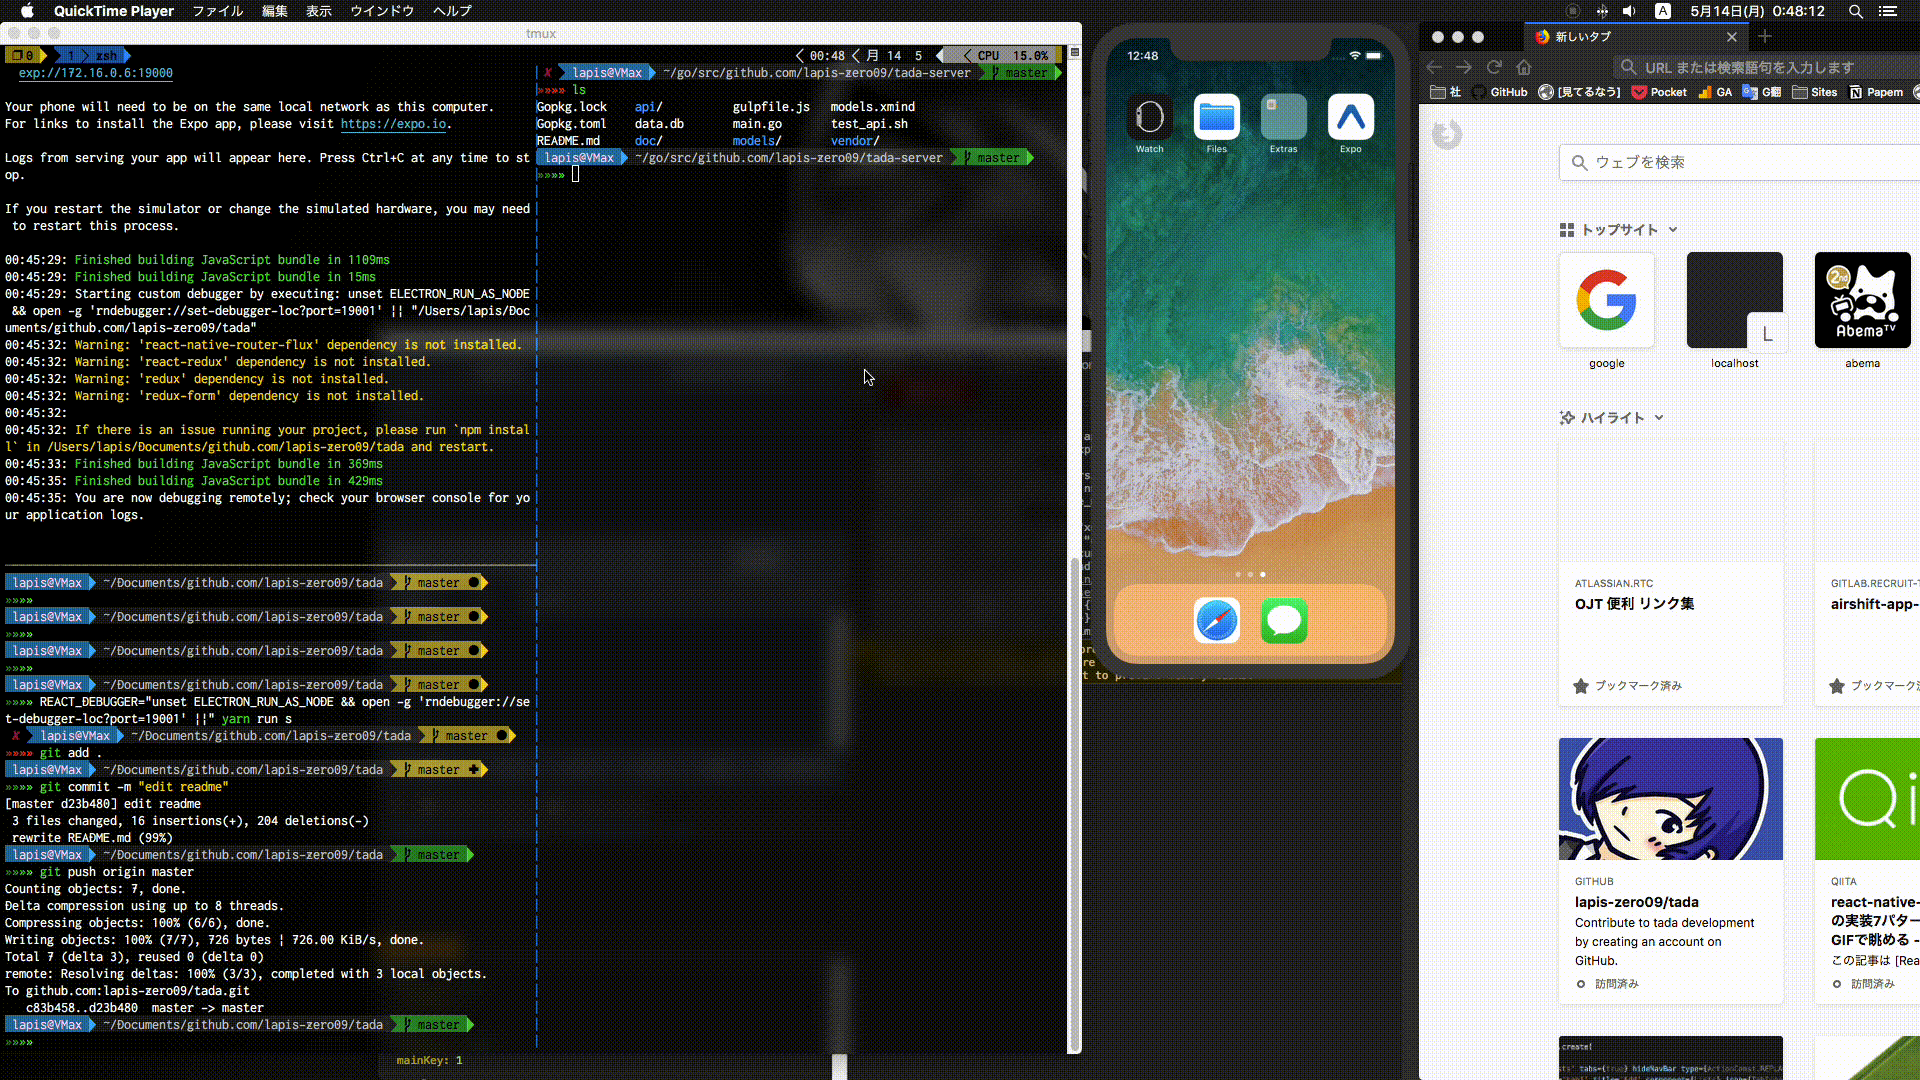 QuickTime Player ファイル 編集 表示 ウインドウ ヘルプ
A 5月14日(月) 0:48:12
tmux
0 1 zsh
00:48 月 14 5 CPU 15.0%
exp://172.16.0.6:19000
Your phone will need to be on the same local network as this computer.
For links to install the Expo app, please visit https://expo.io.
Logs from serving your app will appear here. Press Ctrl+C at any time to st
op.
If you restart the simulator or change the simulated hardware, you may need
to restart this process.
00:45:29: Finished building JavaScript bundle in 1109ms
00:45:29: Finished building JavaScript bundle in 15ms
00:45:29: Starting custom debugger by executing: unset ELECTRON_RUN_AS_NODE
&& open -g 'rndebugger://set-debugger-loc?port=19001' || "/Users/lapis/Doc
uments/github.com/lapis-zero09/tada"
00:45:32: Warning: 'react-native-router-flux' dependency is not installed.
00:45:32: Warning: 'react-redux' dependency is not installed.
00:45:32: Warning: 'redux' dependency is not installed.
00:45:32: Warning: 'redux-form' dependency is not installed.
00:45:32:
00:45:32: If there is an issue running your project, please run `npm instal
l` in /Users/lapis/Documents/github.com/lapis-zero09/tada and restart.
00:45:33: Finished building JavaScript bundle in 369ms
00:45:35: Finished building JavaScript bundle in 429ms
00:45:35: You are now debugging remotely; check your browser console for yo
ur application logs.
lapis@VMax ~/Documents/github.com/lapis-zero09/tada master ●
»»»»
lapis@VMax ~/Documents/github.com/lapis-zero09/tada master ●
»»»»
lapis@VMax ~/Documents/github.com/lapis-zero09/tada master ●
»»»»
lapis@VMax ~/Documents/github.com/lapis-zero09/tada master ●
»»»» REACT_DEBUGGER="unset ELECTRON_RUN_AS_NODE && open -g 'rndebugger://se
t-debugger-loc?port=19001' ||" yarn run s
✗ lapis@VMax ~/Documents/github.com/lapis-zero09/tada master ●
»»»» git add .
lapis@VMax ~/Documents/github.com/lapis-zero09/tada master ✚
»»»» git commit -m "edit readme"
[master d23b480] edit readme
3 files changed, 16 insertions(+), 204 deletions(-)
rewrite README.md (99%)
lapis@VMax ~/Documents/github.com/lapis-zero09/tada master
»»»» git push origin master
Counting objects: 7, done.
Delta compression using up to 8 threads.
Compressing objects: 100% (6/6), done.
Writing objects: 100% (7/7), 726 bytes | 726.00 KiB/s, done.
Total 7 (delta 3), reused 0 (delta 0)
remote: Resolving deltas: 100% (3/3), completed with 3 local objects.
To github.com:lapis-zero09/tada.git
c83b458..d23b480 master -> master
lapis@VMax ~/Documents/github.com/lapis-zero09/tada master
»»»»
mainKey: 1
✗ lapis@VMax ~/go/src/github.com/lapis-zero09/tada-server master
»»»» ls
Gopkg.lock api/ gulpfile.js models.xmind
Gopkg.toml data.db main.go test_api.sh
README.md doc/ models/ vendor/
lapis@VMax ~/go/src/github.com/lapis-zero09/tada-server master
»»»»
12:48
Watch Files Extras Expo
新しいタブ
URL または検索語句を入力します
社 GitHub [見てるなう] Pocket GA G翻 Sites Papem
ウェブを検索
トップサイト
L
2nd
AbemaTV
google localhost abema
ハイライト
ATLASSIAN.RTC
OJT 便利 リンク集
ブックマーク済み
GITLAB.RECRUIT-T
airshift-app-
ブックマーク済
GITHUB
lapis-zero09/tada
Contribute to tada development
by creating an account on
GitHub.
訪問済み
Qi
QIITA
react-native-
の実装7パター
GIFで眺める -
この記事は [Rea
訪問済み